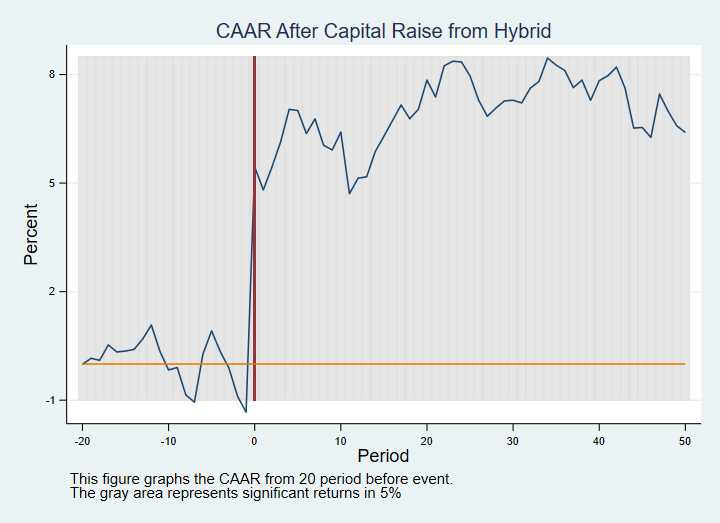 CAAR After Capital Raise from Hybrid
8
5
2
-1
Percent
-20 -10 0 10 20 30 40 50
Period
This figure graphs the CAAR from 20 period before event.
The gray area represents significant returns in 5%